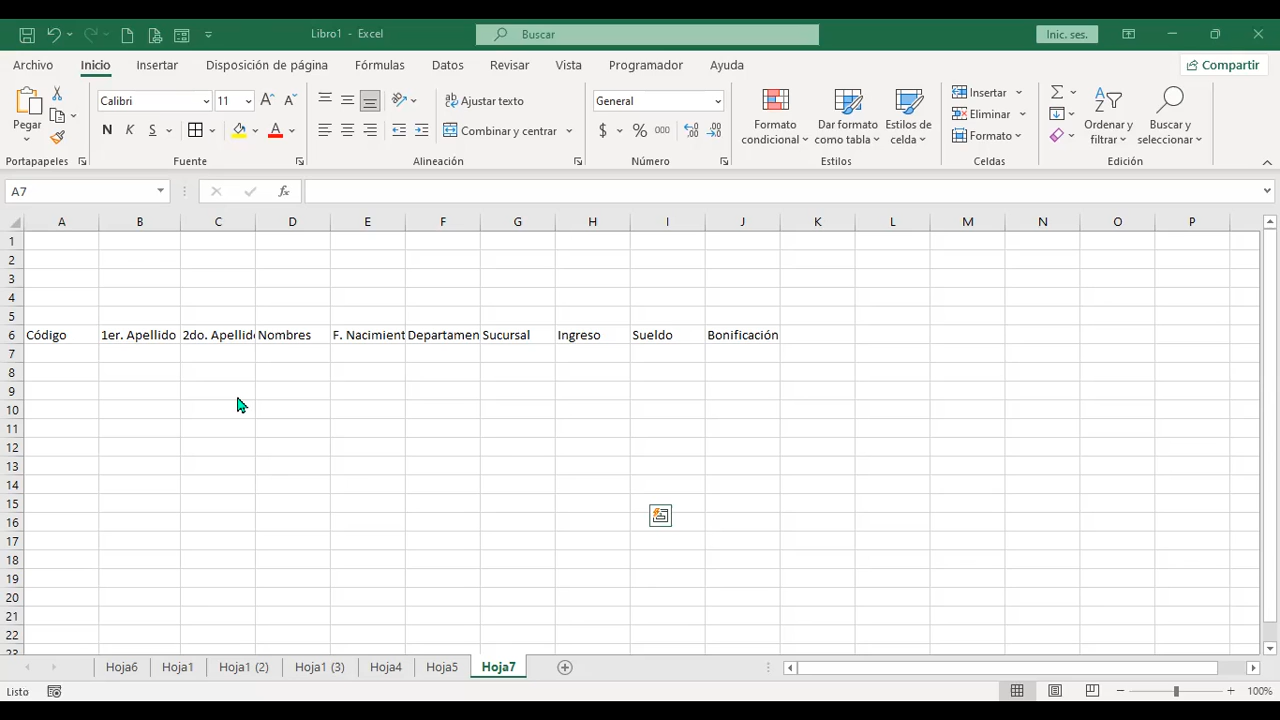 Libro1 - Excel
Buscar
Inic. ses.
Archivo Inicio Insertar Disposición de página Fórmulas Datos Revisar Vista Programador Ayuda
Compartir
Pegar
Calibri 11
N K S
Ajustar texto
Combinar y centrar
General
$ % 000
Formato condicional
Dar formato como tabla
Estilos de celda
Insertar
Eliminar
Formato
Ordenar y filtrar
Buscar y seleccionar
Portapapeles Fuente Alineación Número Estilos Celdas Edición
A7 fx
A B C D E F G H I J K L M N O P
1
2
3
4
5
6 Código 1er. Apellido 2do. Apellido Nombres F. Nacimient Departamen Sucursal Ingreso Sueldo Bonificación
7
8
9
10
11
12
13
14
15
16
17
18
19
20
21
22
23
Hoja6 Hoja1 Hoja1 (2) Hoja1 (3) Hoja4 Hoja5 Hoja7
Listo 100%